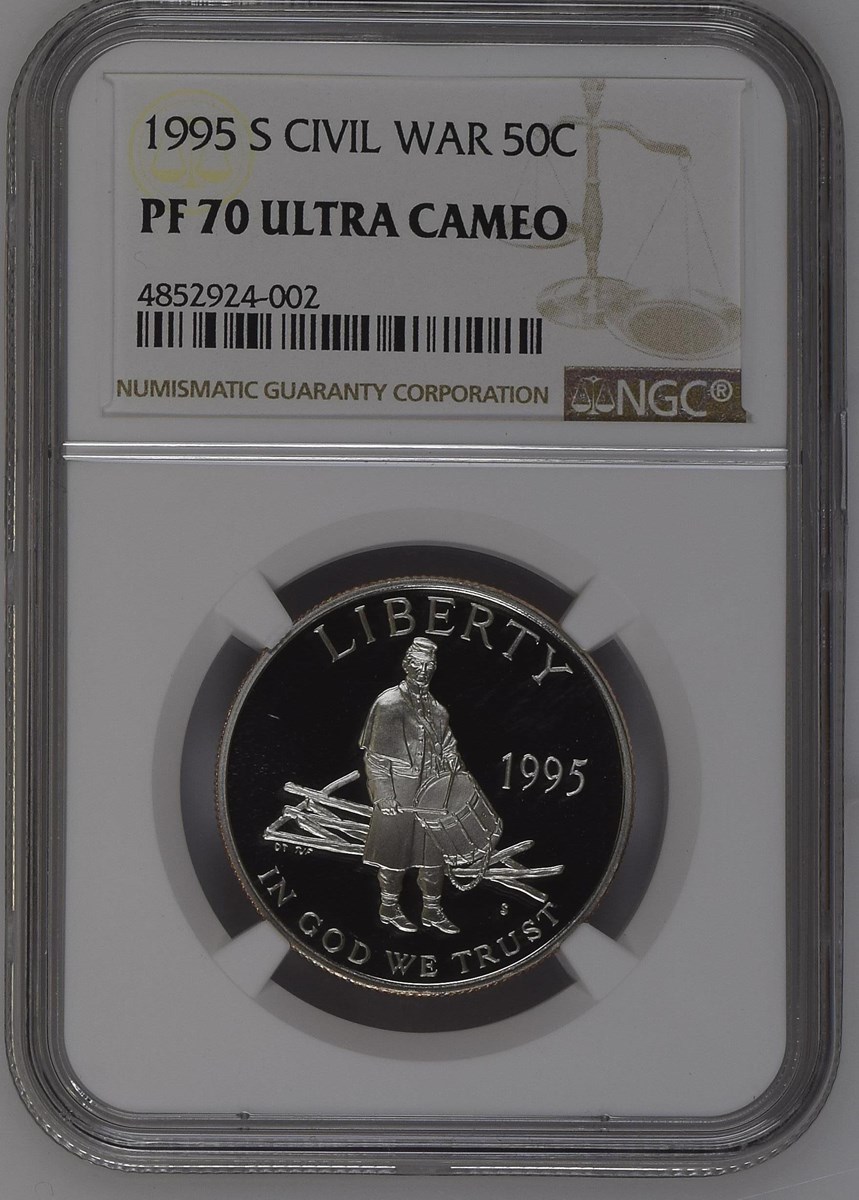 1995 S CIVIL WAR 50C
PF 70 ULTRA CAMEO
4852924-002
NUMISMATIC GUARANTY CORPORATION
NGC®
LIBERTY
1995
S
IN GOD WE TRUST